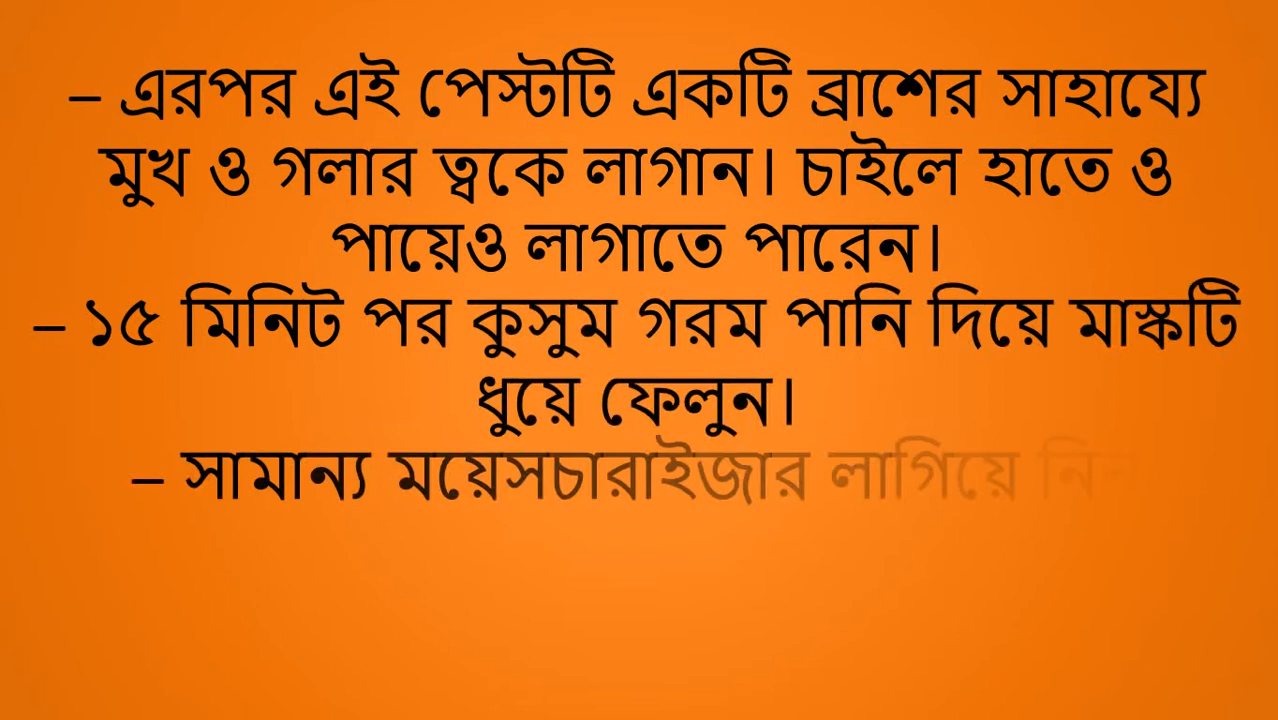 – এরপর এই পেস্টটি একটি ব্রাশের সাহায্যে
মুখ ও গলার ত্বকে লাগান। চাইলে হাতে ও
পায়েও লাগাতে পারেন।
– ১৫ মিনিট পর কুসুম গরম পানি দিয়ে মাস্কটি
ধুয়ে ফেলুন।
– সামান্য ময়েসচারাইজার লাগিয়ে